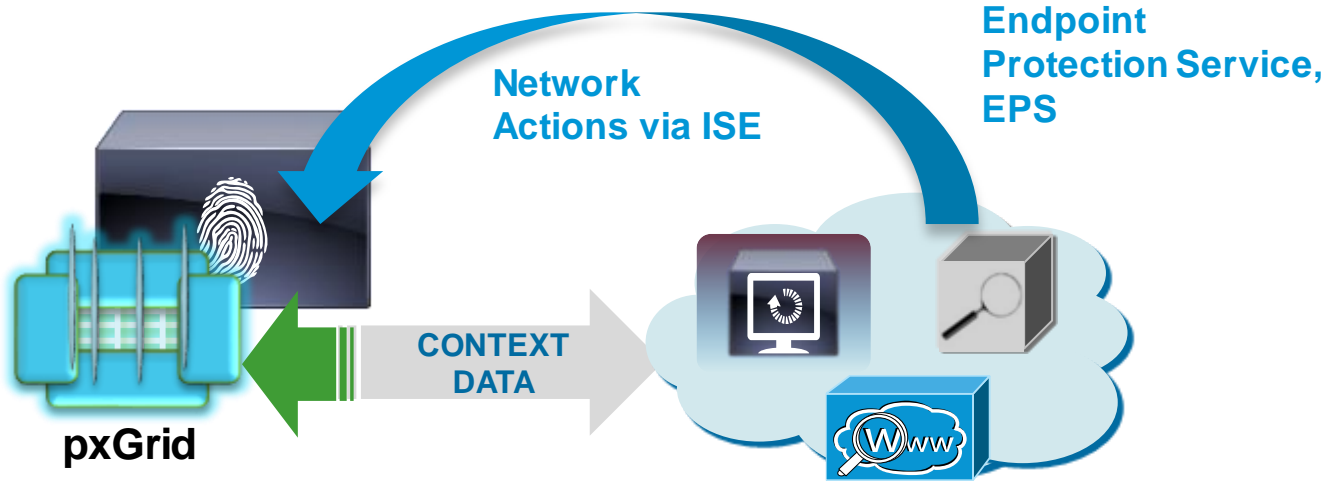 Endpoint
Protection Service,
EPS
Network
Actions via ISE
CONTEXT
DATA
pxGrid
Www